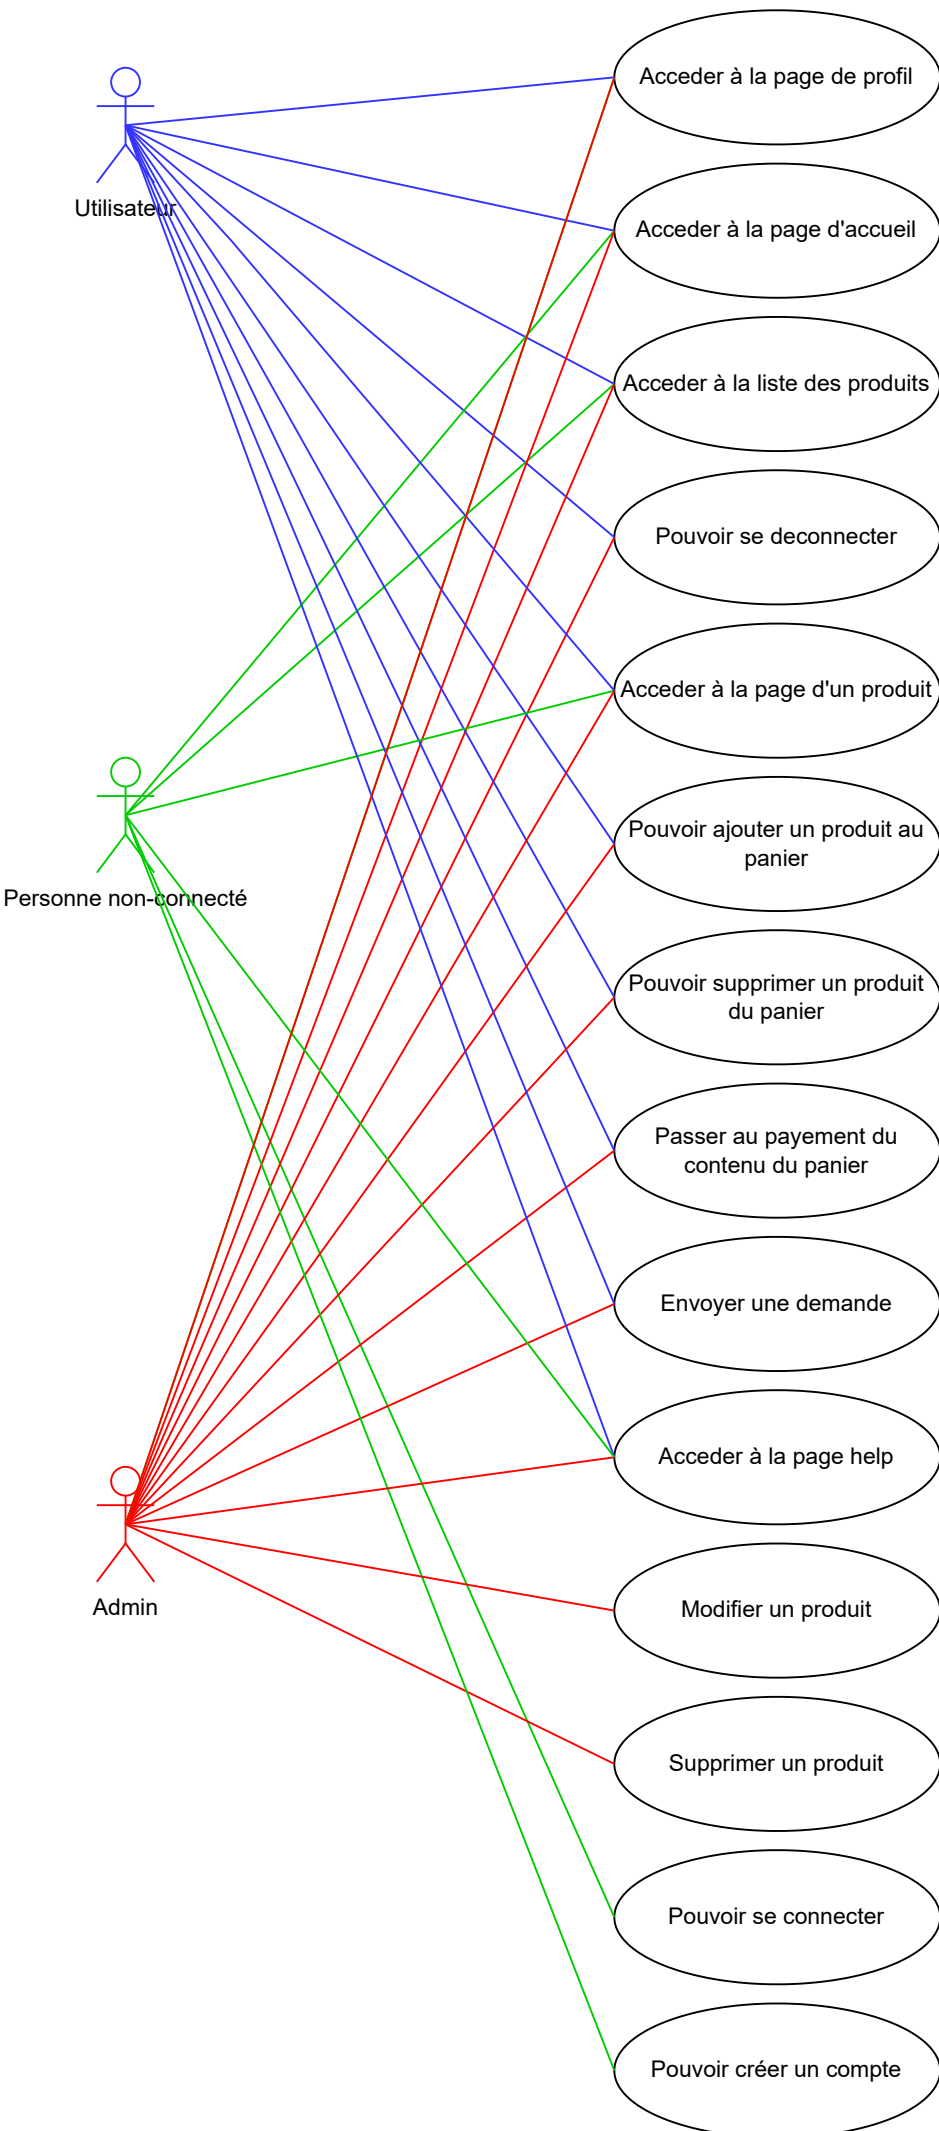 Acceder à la page de profil
Utilisateur
Acceder à la page d'accueil
Acceder à la liste des produits
Pouvoir se deconnecter
Acceder à la page d'un produit
Pouvoir ajouter un produit au
panier
Personne non-connecté
Pouvoir supprimer un produit
du panier
Passer au payement du
contenu du panier
Envoyer une demande
Acceder à la page help
Admin
Modifier un produit
Supprimer un produit
Pouvoir se connecter
Pouvoir créer un compte